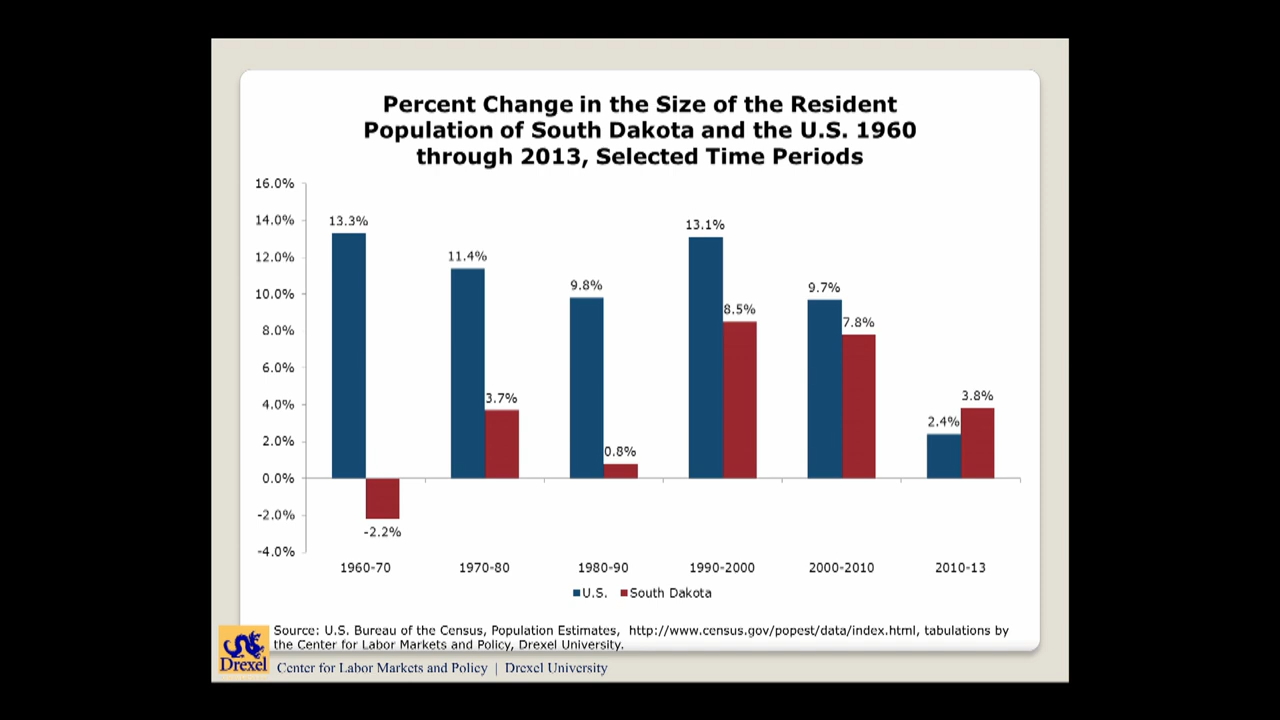 Percent Change in the Size of the Resident
Population of South Dakota and the U.S. 1960
through 2013, Selected Time Periods
16.0%
14.0%
12.0%
10.0%
8.0%
6.0%
4.0%
2.0%
0.0%
-2.0%
-4.0%
13.3%
-2.2%
11.4%
3.7%
9.8%
0.8%
13.1%
8.5%
9.7%
7.8%
2.4%
3.8%
1960-70 1970-80 1980-90 1990-2000 2000-2010 2010-13
U.S. South Dakota
Source: U.S. Bureau of the Census, Population Estimates, http://www.census.gov/popest/data/index.html, tabulations by
the Center for Labor Markets and Policy, Drexel University.
Drexel
Center for Labor Markets and Policy | Drexel University